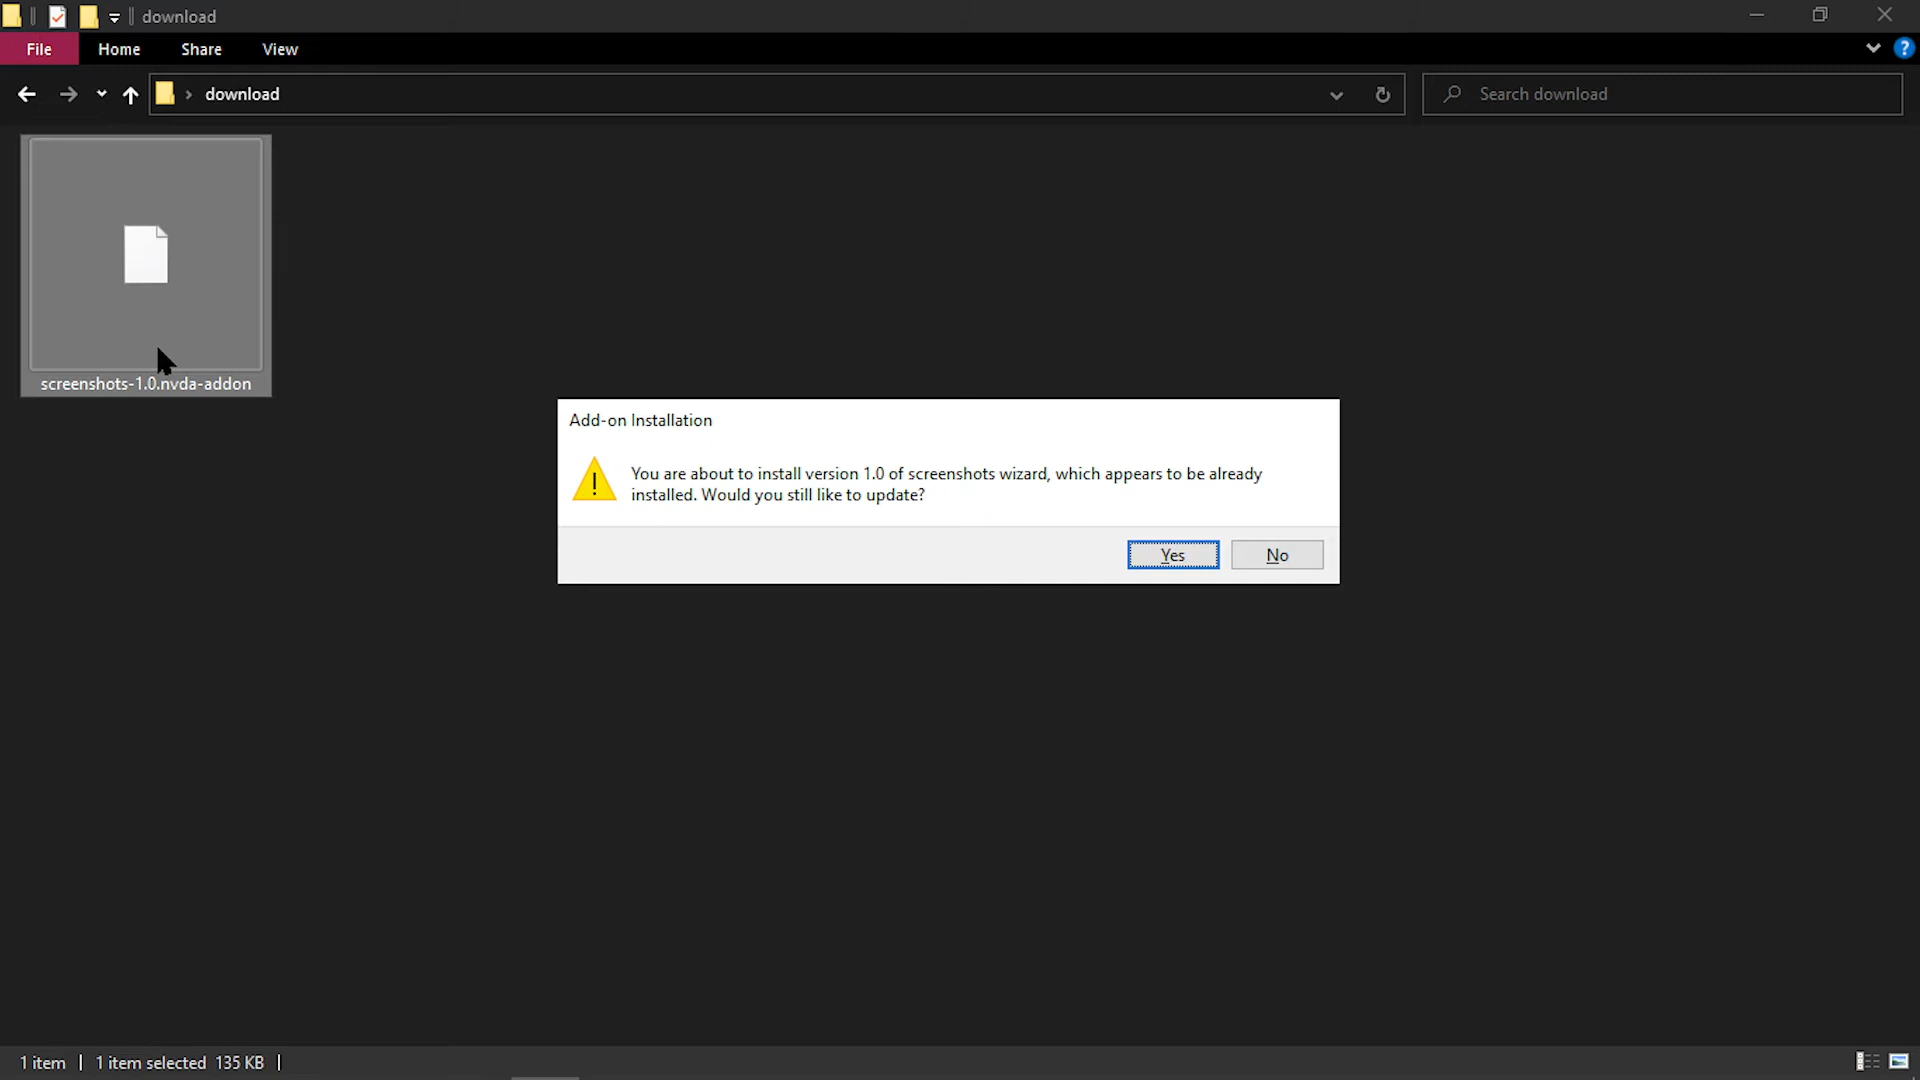 download
File Home Share View
download
Search download
screenshots-1.0.nvda-addon
Add-on Installation
You are about to install version 1.0 of screenshots wizard, which appears to be already
installed. Would you still like to update?
Yes No
1 item 1 item selected 135 KB